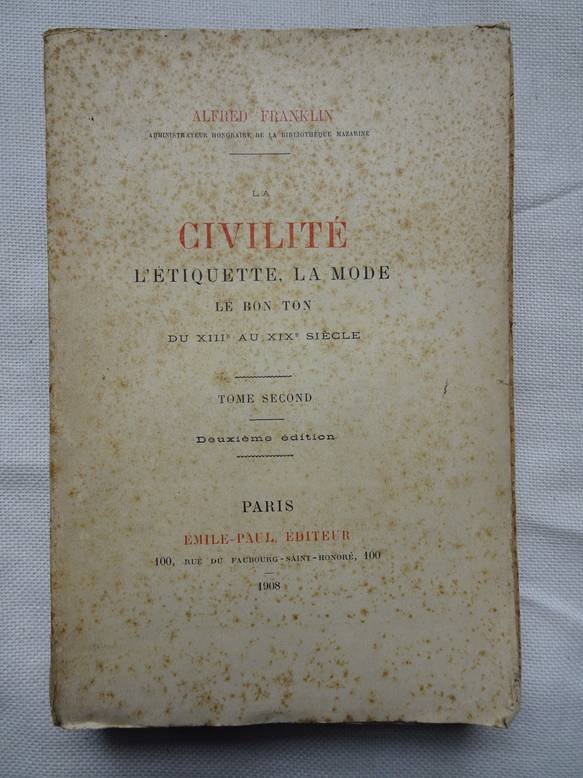 ALFRED FRANKLIN
ADMINISTRATEUR HONORAIRE DE LA BIBLIOTHÈQUE MAZARINE
LA
CIVILITÉ
L'ÉTIQUETTE, LA MODE
LE BON TON
DU XIIIᵉ AU XIXᵉ SIÈCLE
TOME SECOND
Deuxième édition
PARIS
EMILE-PAUL, EDITEUR
100, RUE DU FAUBOURG-SAINT-HONORÉ, 100
1908